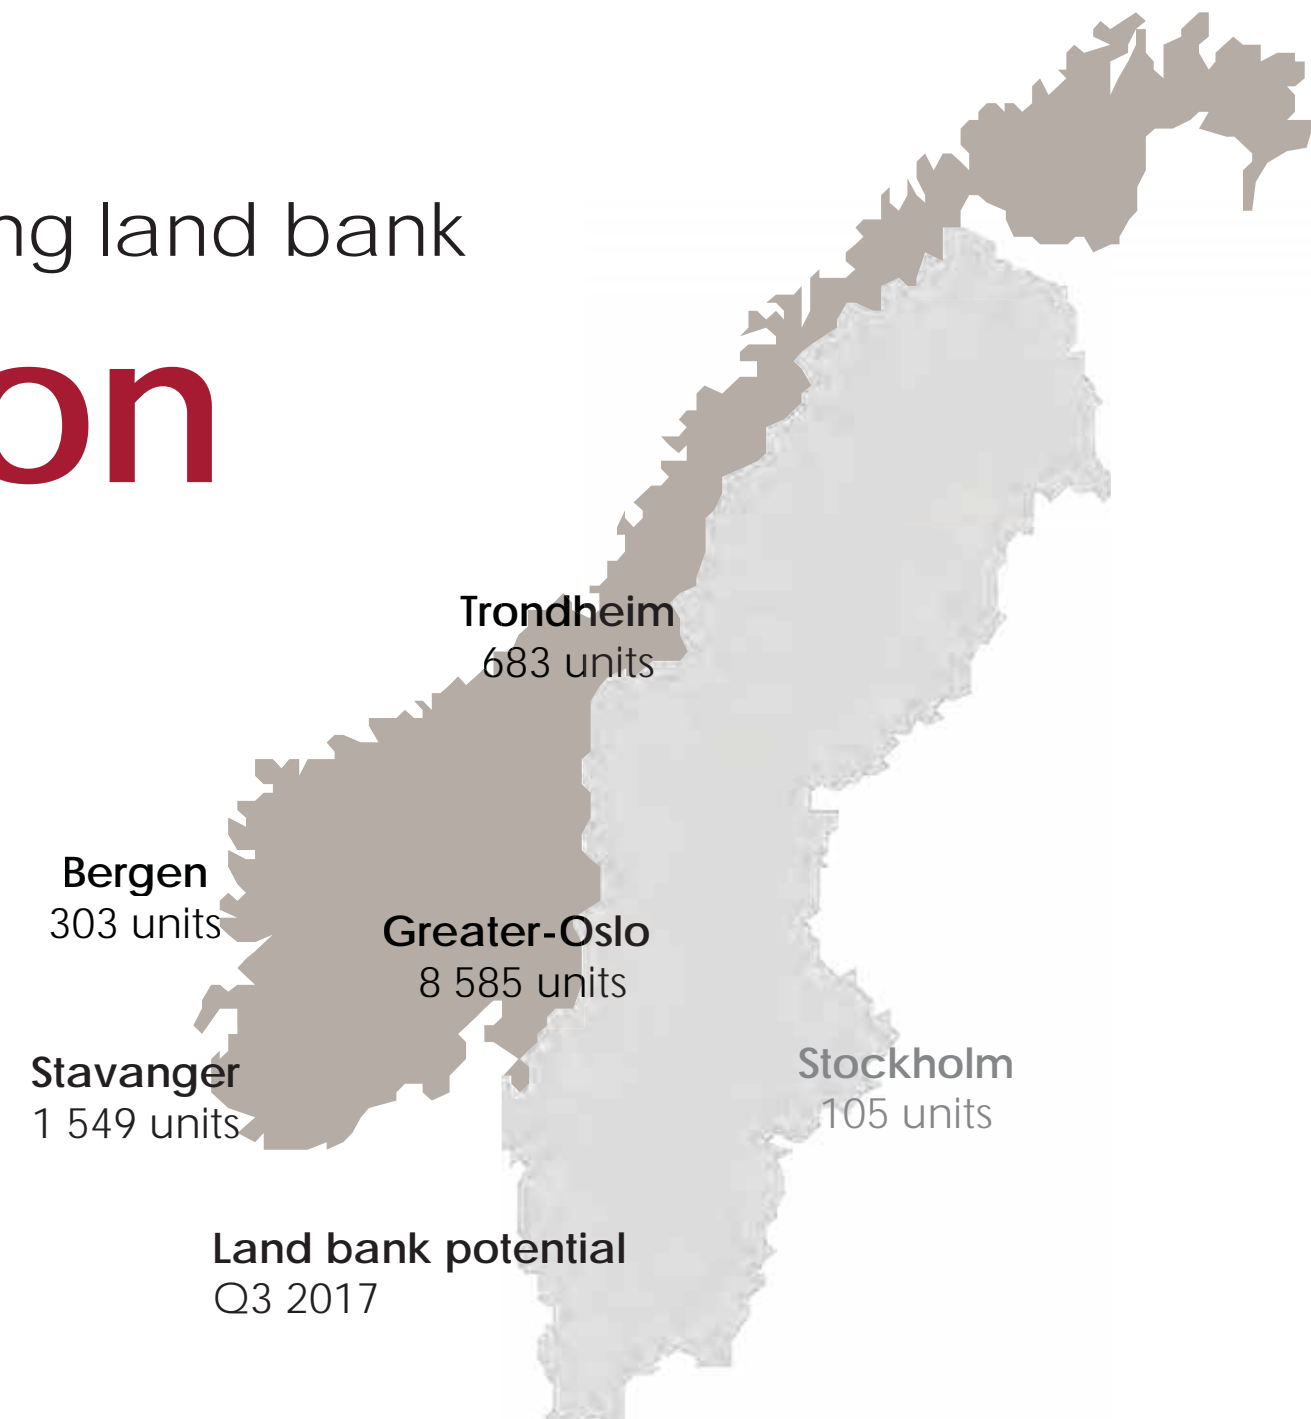 ng land bank
on
Trondheim
683 units
Bergen
303 units
Greater-Oslo
8 585 units
Stavanger
1 549 units
Stockholm
105 units
Land bank potential
Q3 2017